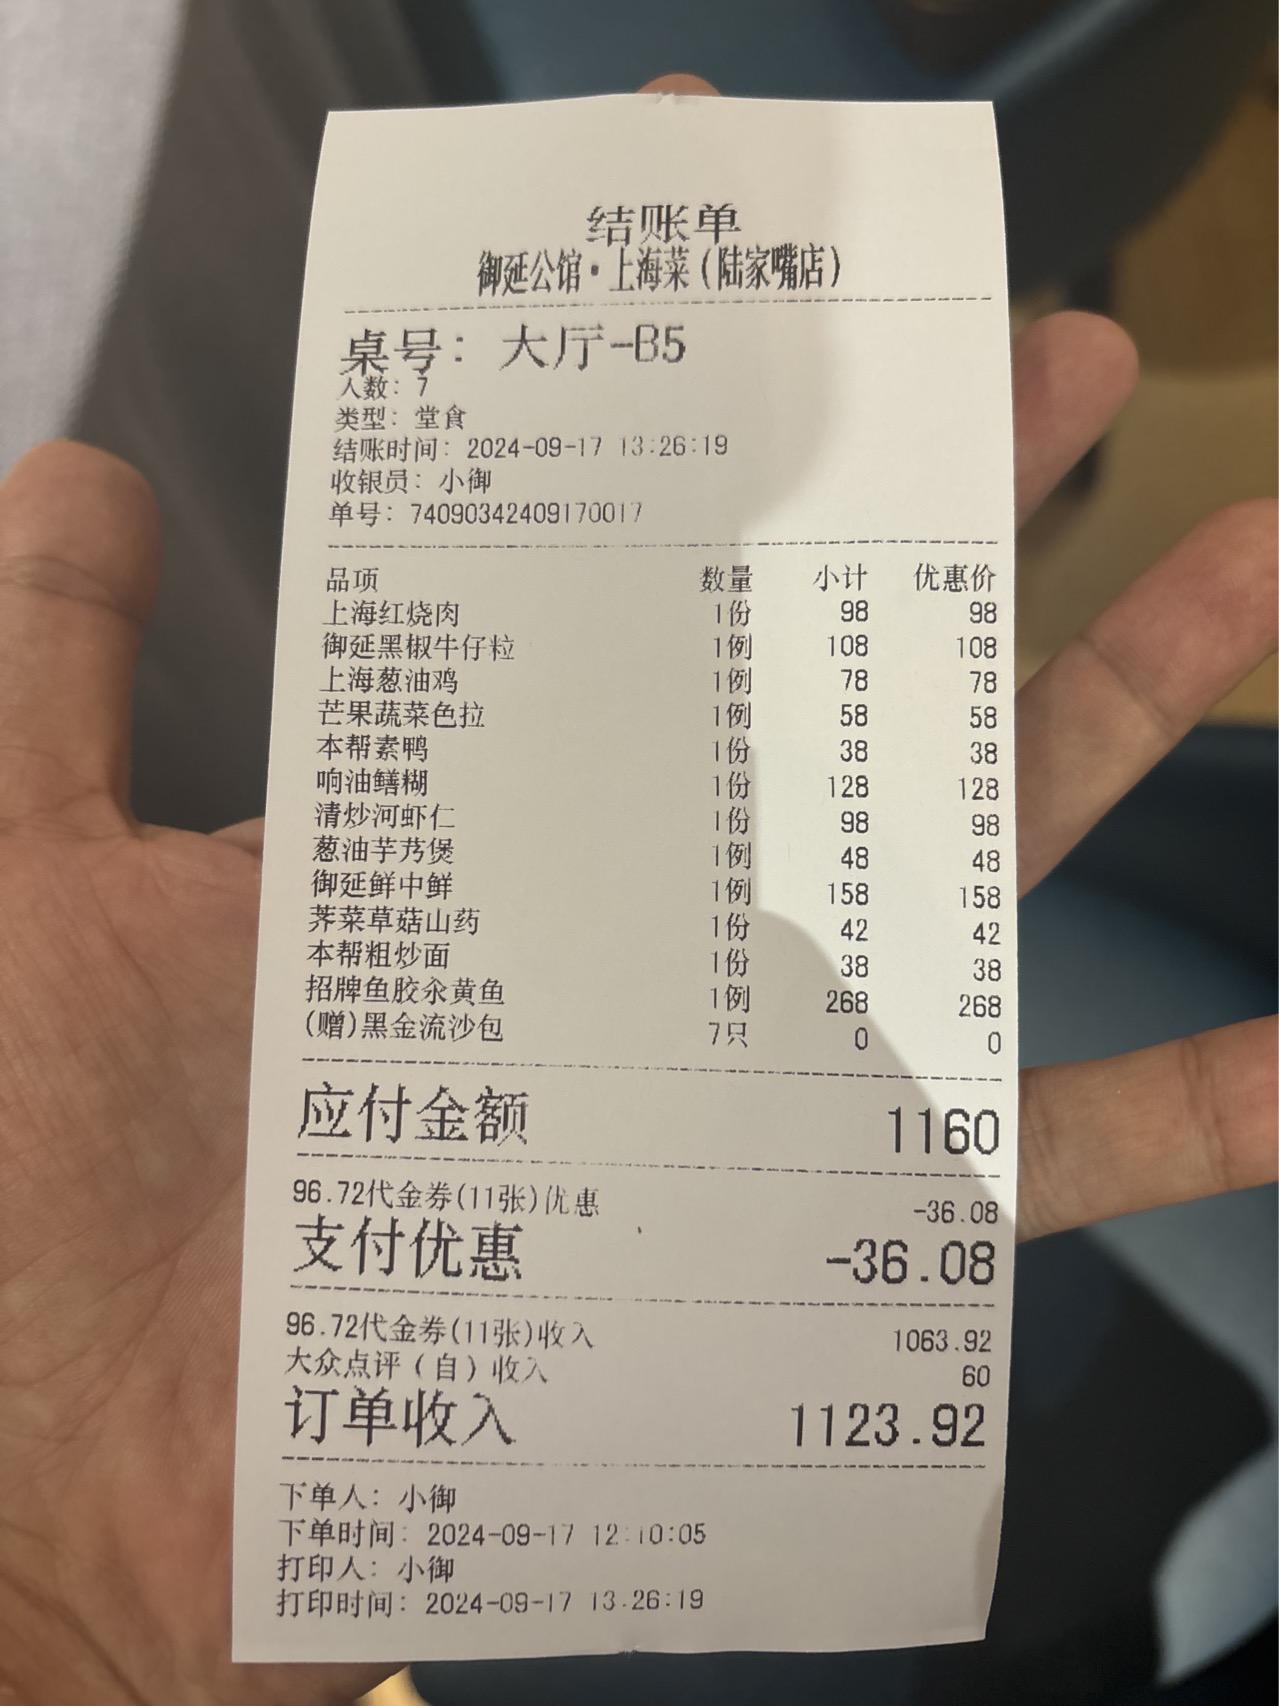 结账单
御延公馆·上海菜(陆家嘴店)
桌号: 大厅-B5
人数: 7
类型: 堂食
结账时间: 2024-09-17 13:26:19
收银员: 小御
单号: 74090342409170017
品项 数量 小计 优惠价
上海红烧肉 1份 98 98
御延黑椒牛仔粒 1例 108 108
上海葱油鸡 1例 78 78
芒果蔬菜色拉 1例 58 58
本帮素鸭 1份 38 38
响油鳝糊 1份 128 128
清炒河虾仁 1份 98 98
葱油芋艿煲 1例 48 48
御延鲜中鲜 1例 158 158
荠菜草菇山药 1份 42 42
本帮粗炒面 1份 38 38
招牌鱼胶汆黄鱼 1例 268 268
(赠)黑金流沙包 7只 0 0
应付金额 1160
96.72代金券(11张)优惠 -36.08
支付优惠 -36.08
96.72代金券(11张)收入 1063.92
大众点评(自)收入 60
订单收入 1123.92
下单人: 小御
下单时间: 2024-09-17 12:10:05
打印人: 小御
打印时间: 2024-09-17 13:26:19